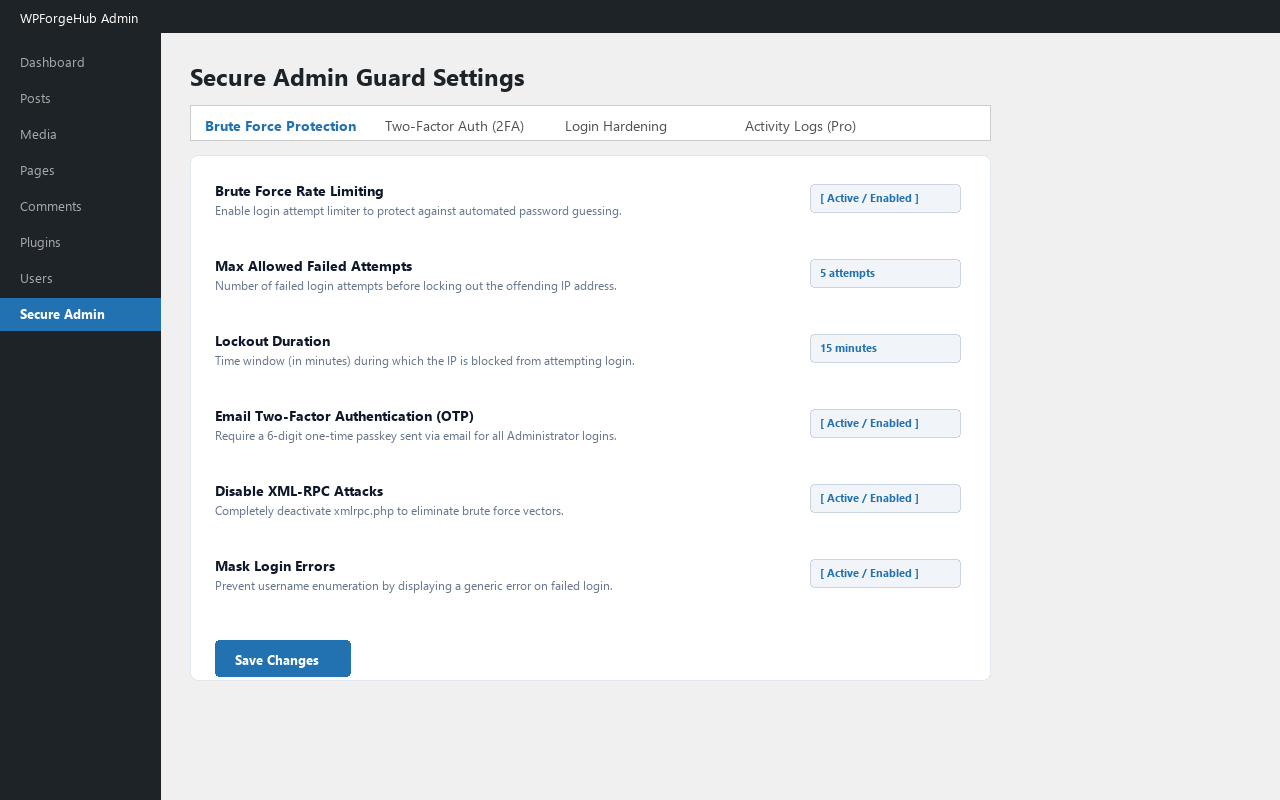 WPForgeHub Admin
Dashboard
Posts
Media
Pages
Comments
Plugins
Users
Secure Admin
Secure Admin Guard Settings
Brute Force Protection
Two-Factor Auth (2FA)
Login Hardening
Activity Logs (Pro)
Brute Force Rate Limiting
Enable login attempt limiter to protect against automated password guessing.
[ Active / Enabled ]
Max Allowed Failed Attempts
Number of failed login attempts before locking out the offending IP address.
5 attempts
Lockout Duration
Time window (in minutes) during which the IP is blocked from attempting login.
15 minutes
Email Two-Factor Authentication (OTP)
Require a 6-digit one-time passkey sent via email for all Administrator logins.
[ Active / Enabled ]
Disable XML-RPC Attacks
Completely deactivate xmlrpc.php to eliminate brute force vectors.
[ Active / Enabled ]
Mask Login Errors
Prevent username enumeration by displaying a generic error on failed login.
[ Active / Enabled ]
Save Changes